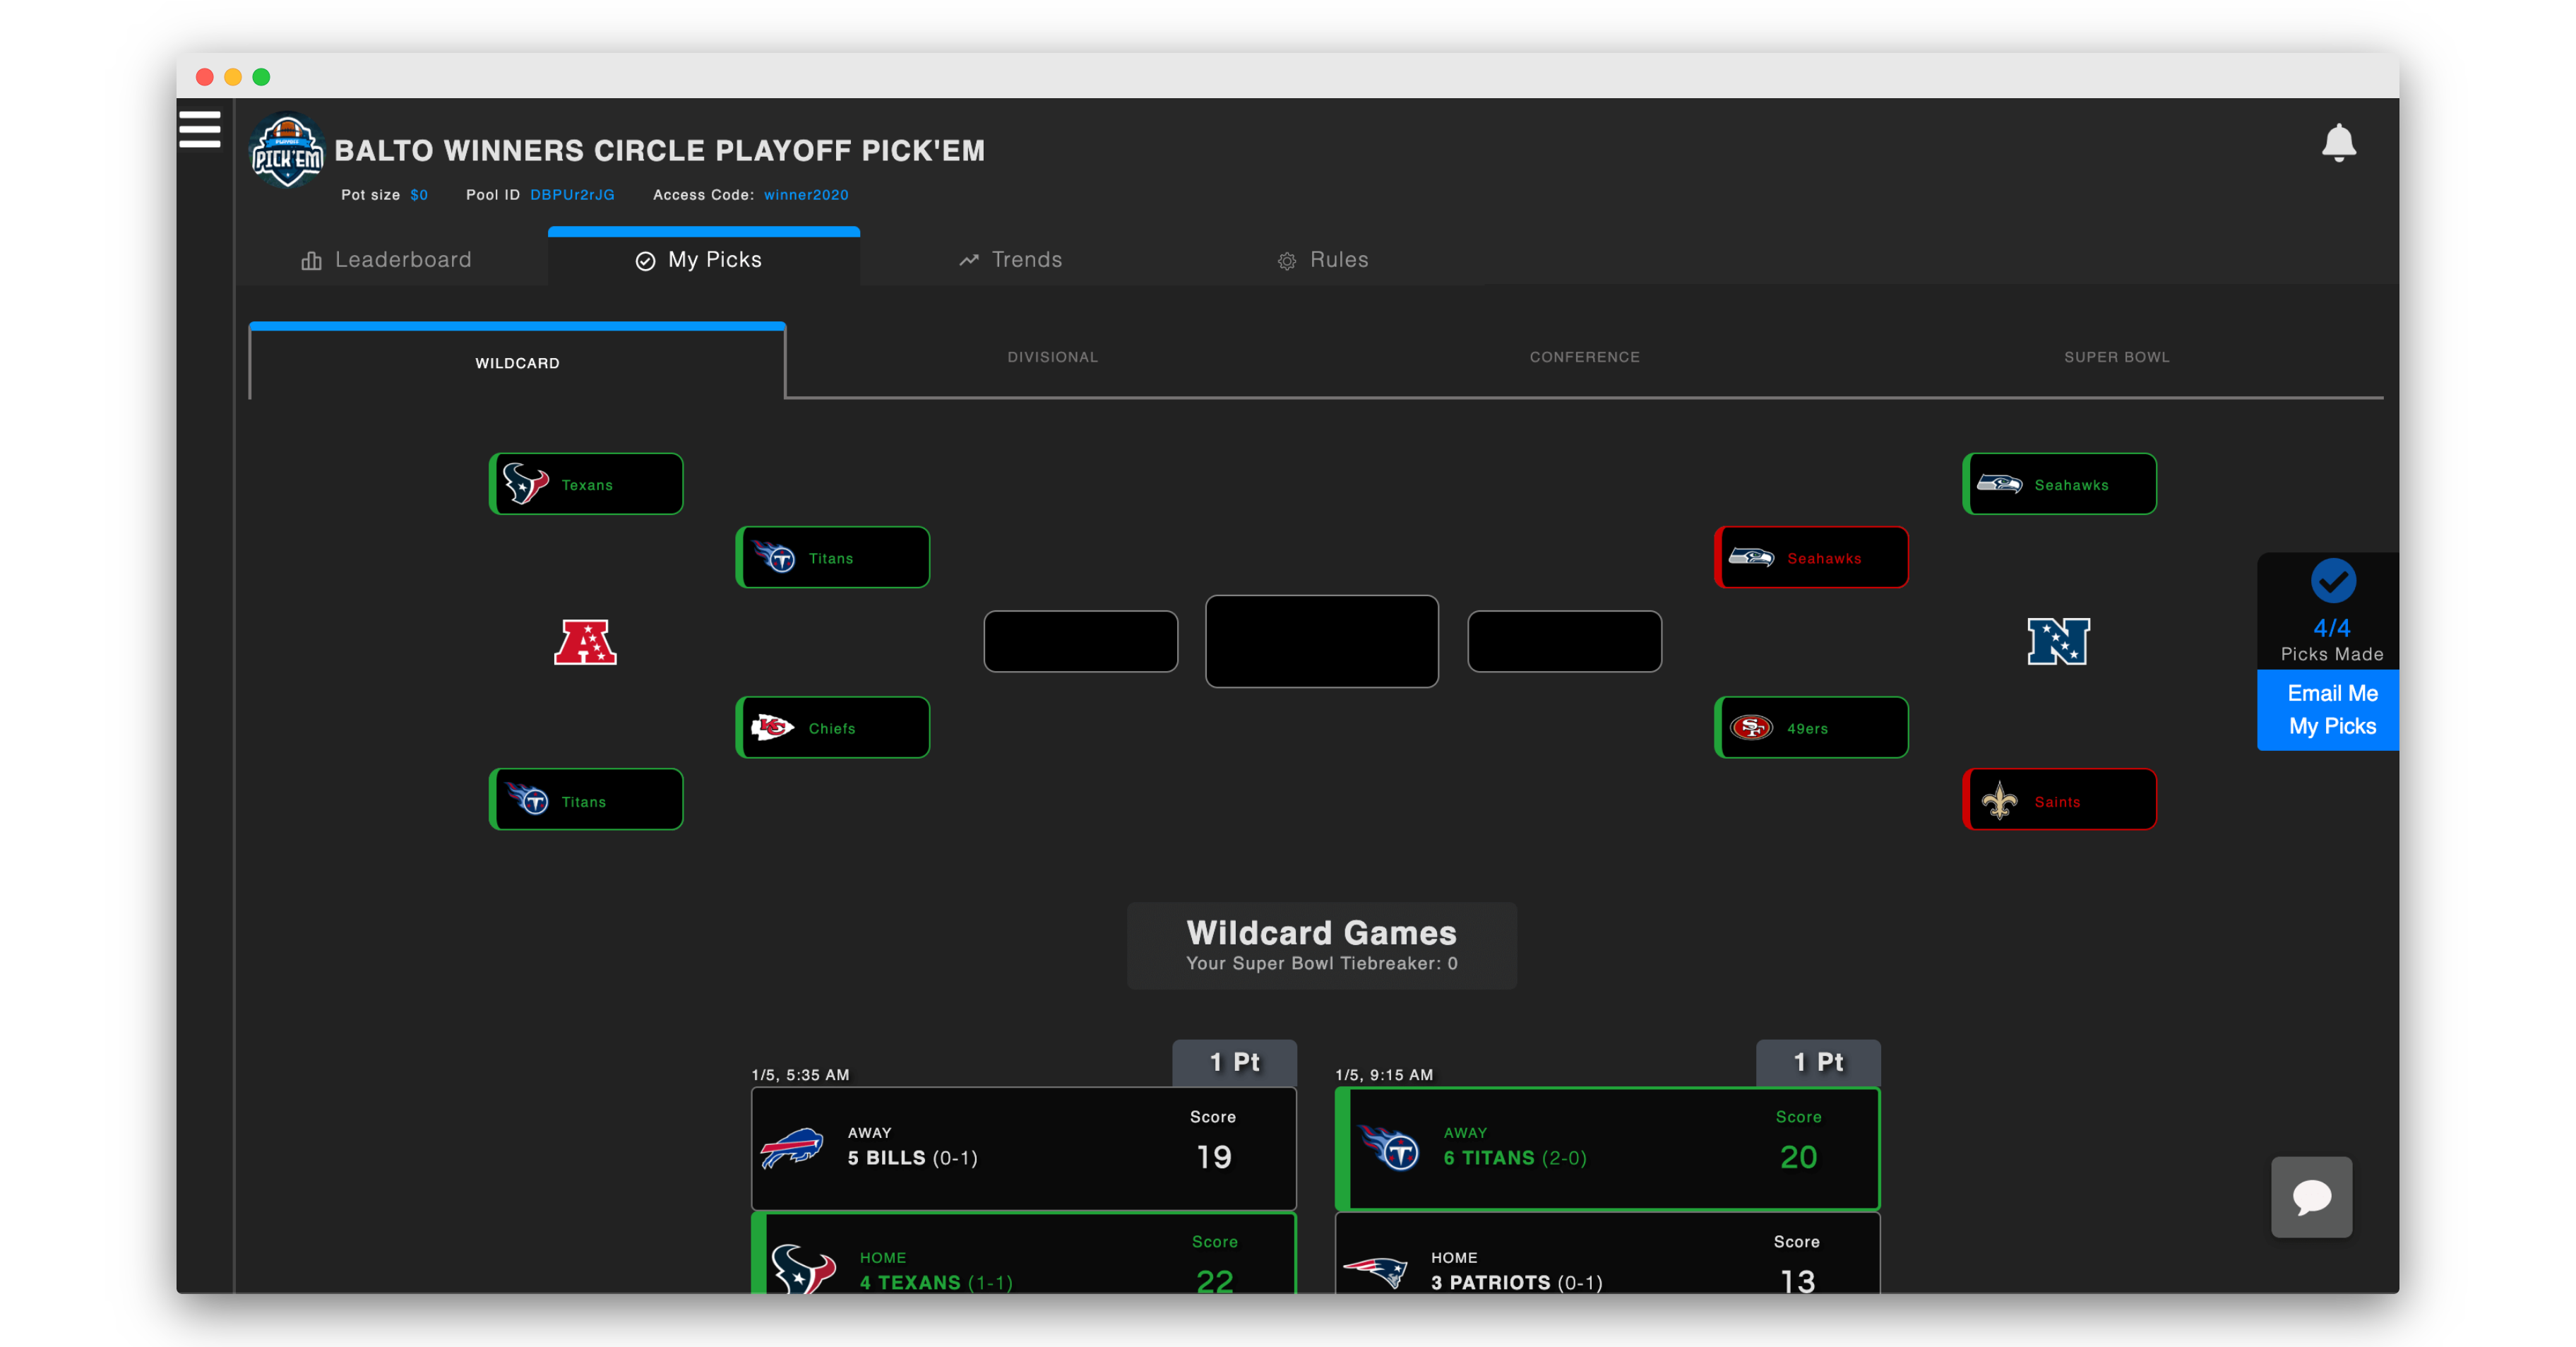 PLAYOFF
PICK'EM
BALTO WINNERS CIRCLE PLAYOFF PICK'EM
Pot size $0 Pool ID DBPUr2rJG Access Code: winner2020
Leaderboard My Picks Trends Rules
WILDCARD DIVISIONAL CONFERENCE SUPER BOWL
Texans Seahawks
Titans Seahawks
4/4
Picks Made
Email Me
My Picks
Chiefs 49ers
Titans Saints
Wildcard Games
Your Super Bowl Tiebreaker: 0
1/5, 5:35 AM 1 Pt
AWAY Score
5 BILLS (0-1) 19
HOME Score
4 TEXANS (1-1) 22
1/5, 9:15 AM 1 Pt
AWAY Score
6 TITANS (2-0) 20
HOME Score
3 PATRIOTS (0-1) 13